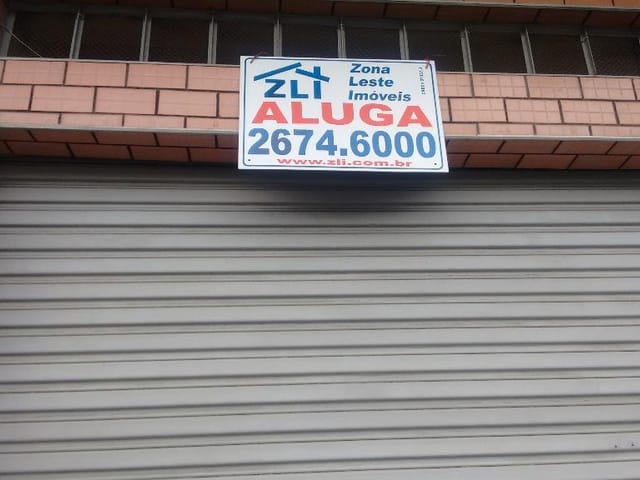 ZLI
Zona
Leste
Imóveis
ALUGA
2674.6000
www.zli.com.br